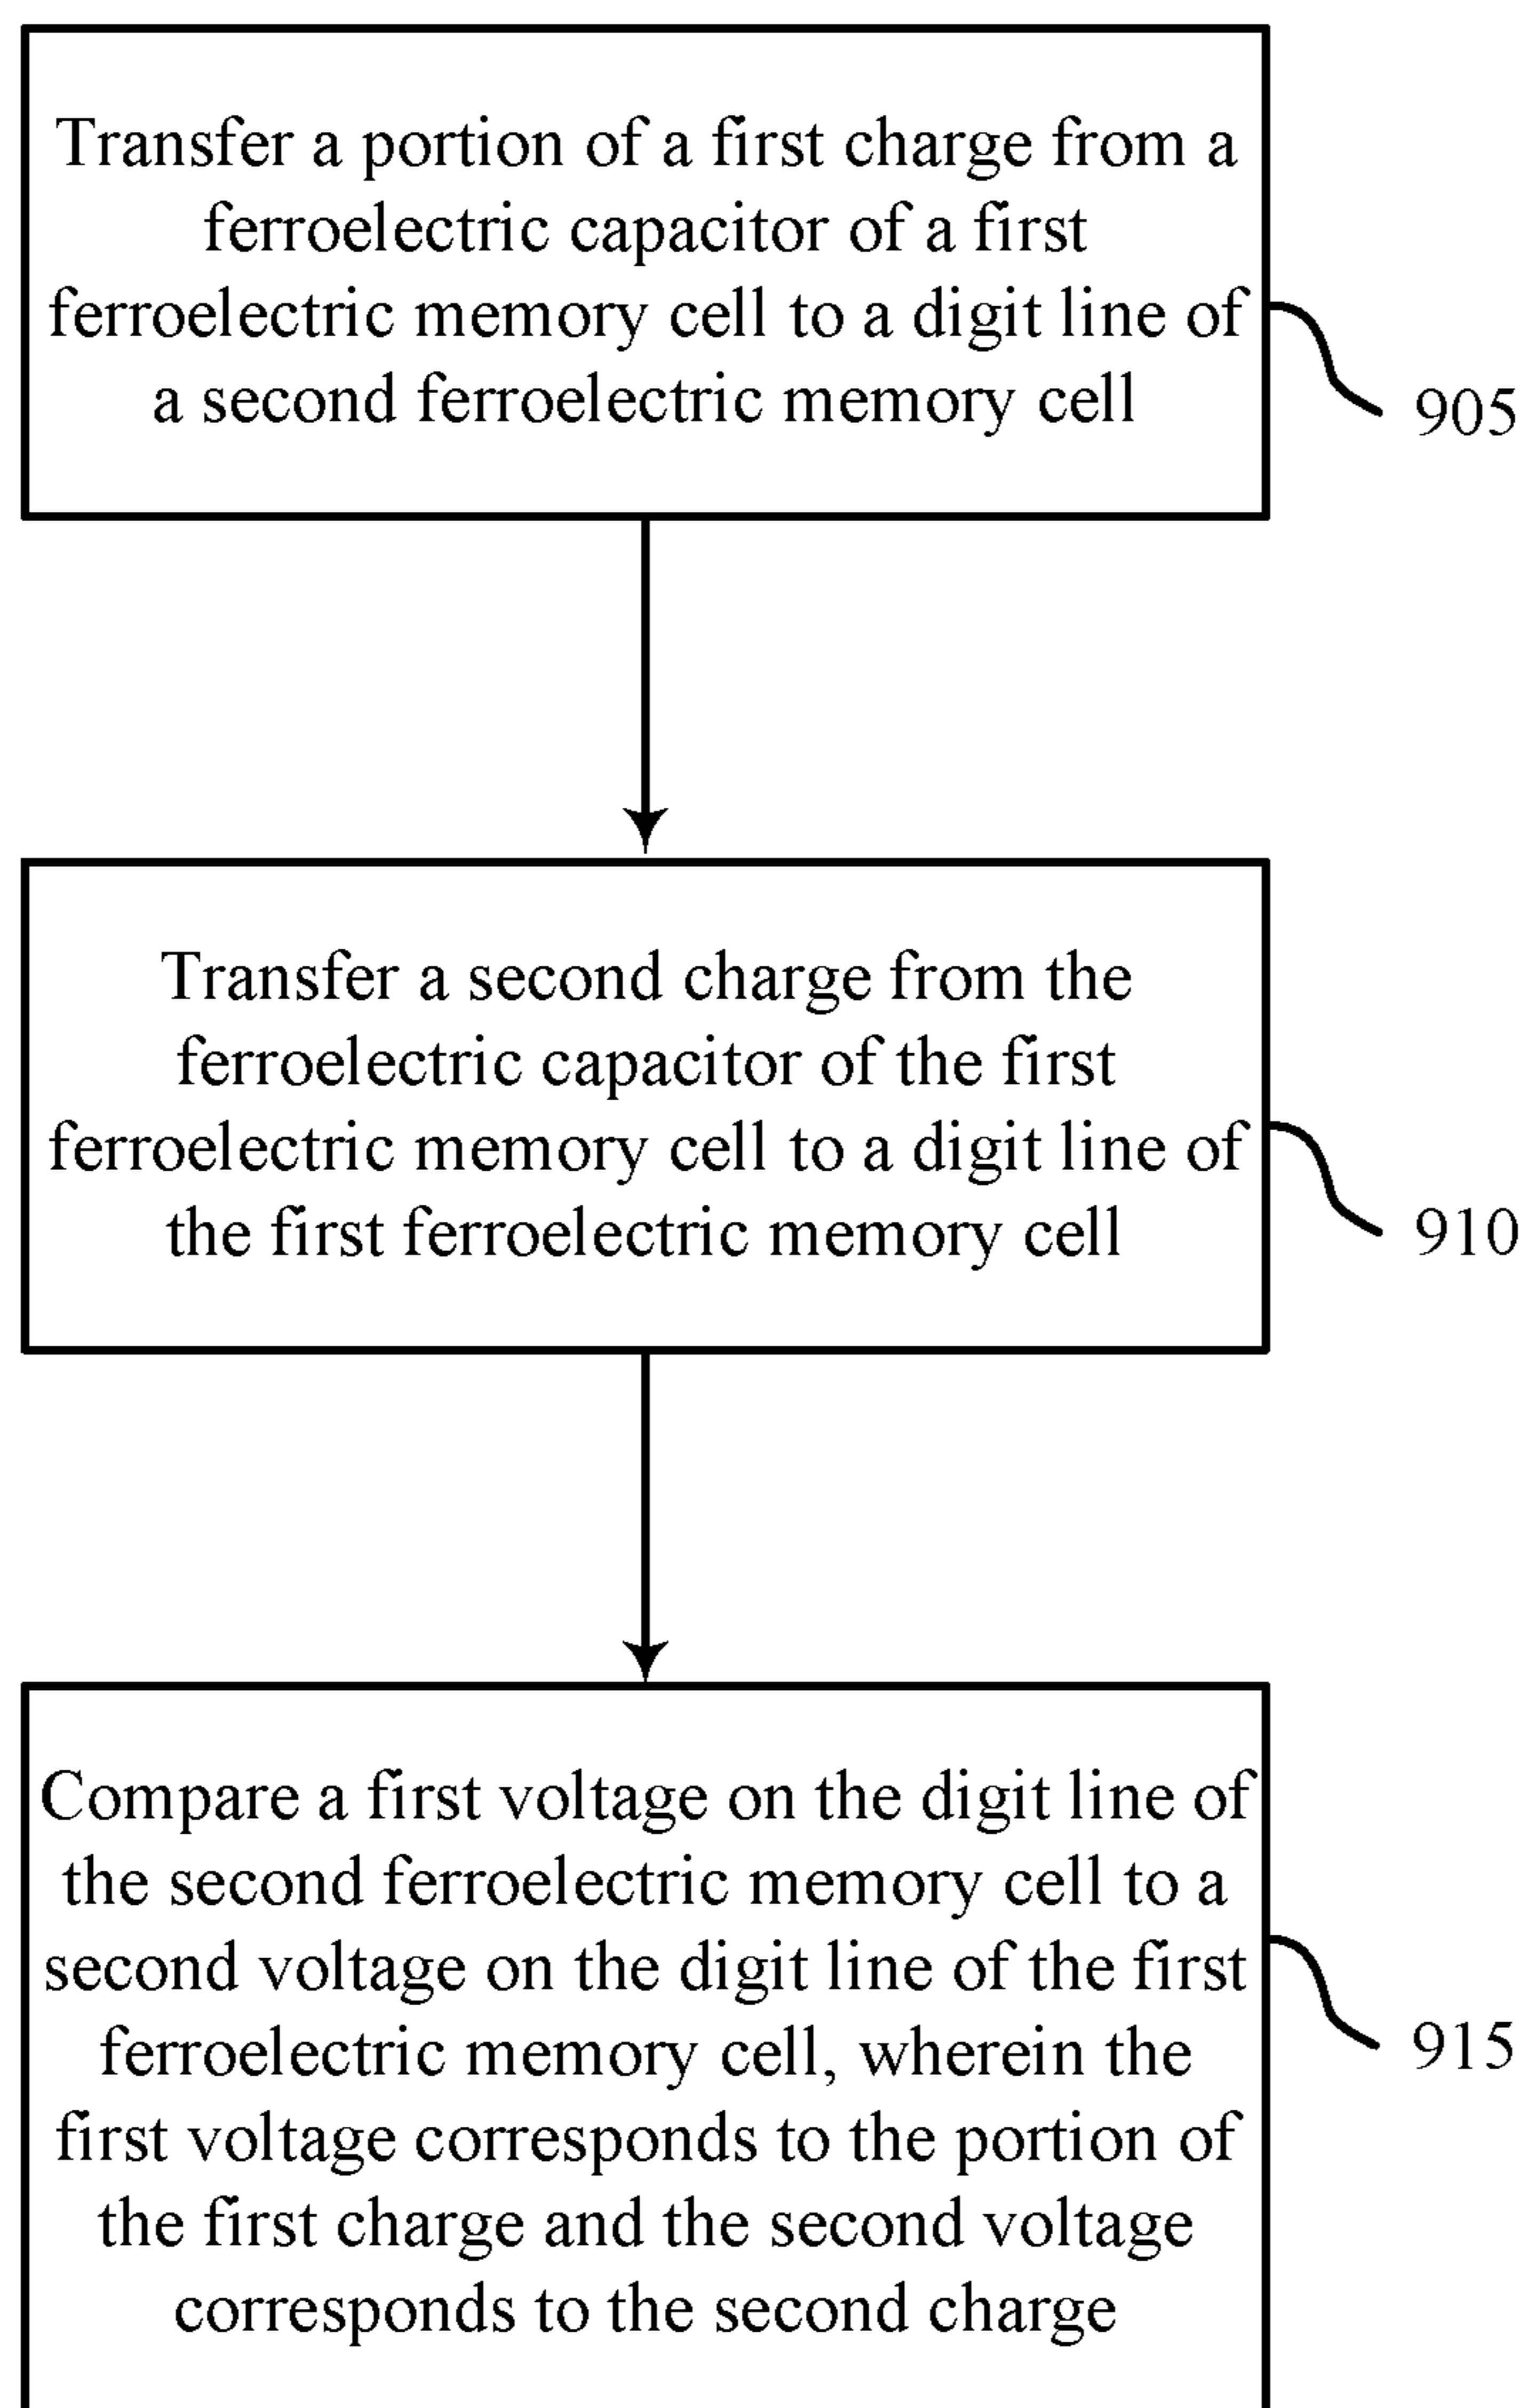 Transfer a portion of a first charge from a
ferroelectric capacitor of a first
ferroelectric memory cell to a digit line of
a second ferroelectric memory cell
905
Transfer a second charge from the
ferroelectric capacitor of the first
ferroelectric memory cell to a digit line of
the first ferroelectric memory cell
910
Compare a first voltage on the digit line of
the second ferroelectric memory cell to a
second voltage on the digit line of the first
ferroelectric memory cell, wherein the
first voltage corresponds to the portion of
the first charge and the second voltage
corresponds to the second charge
915